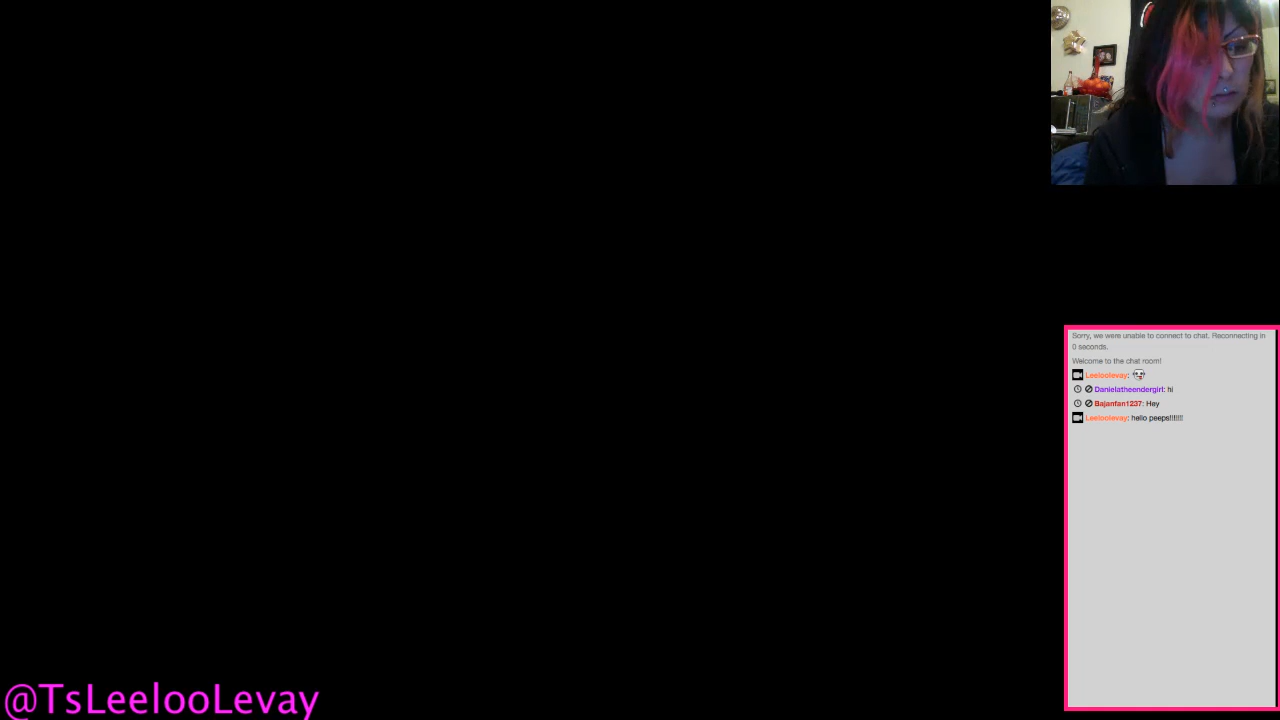 Sorry, we were unable to connect to chat. Reconnecting in
0 seconds.
Welcome to the chat room!
Leeloolevay:
Danielatheendergirl: hi
Bajanfan1237: Hey
Leeloolevay: hello peeps!!!!!!!
@TsLeelooLevay